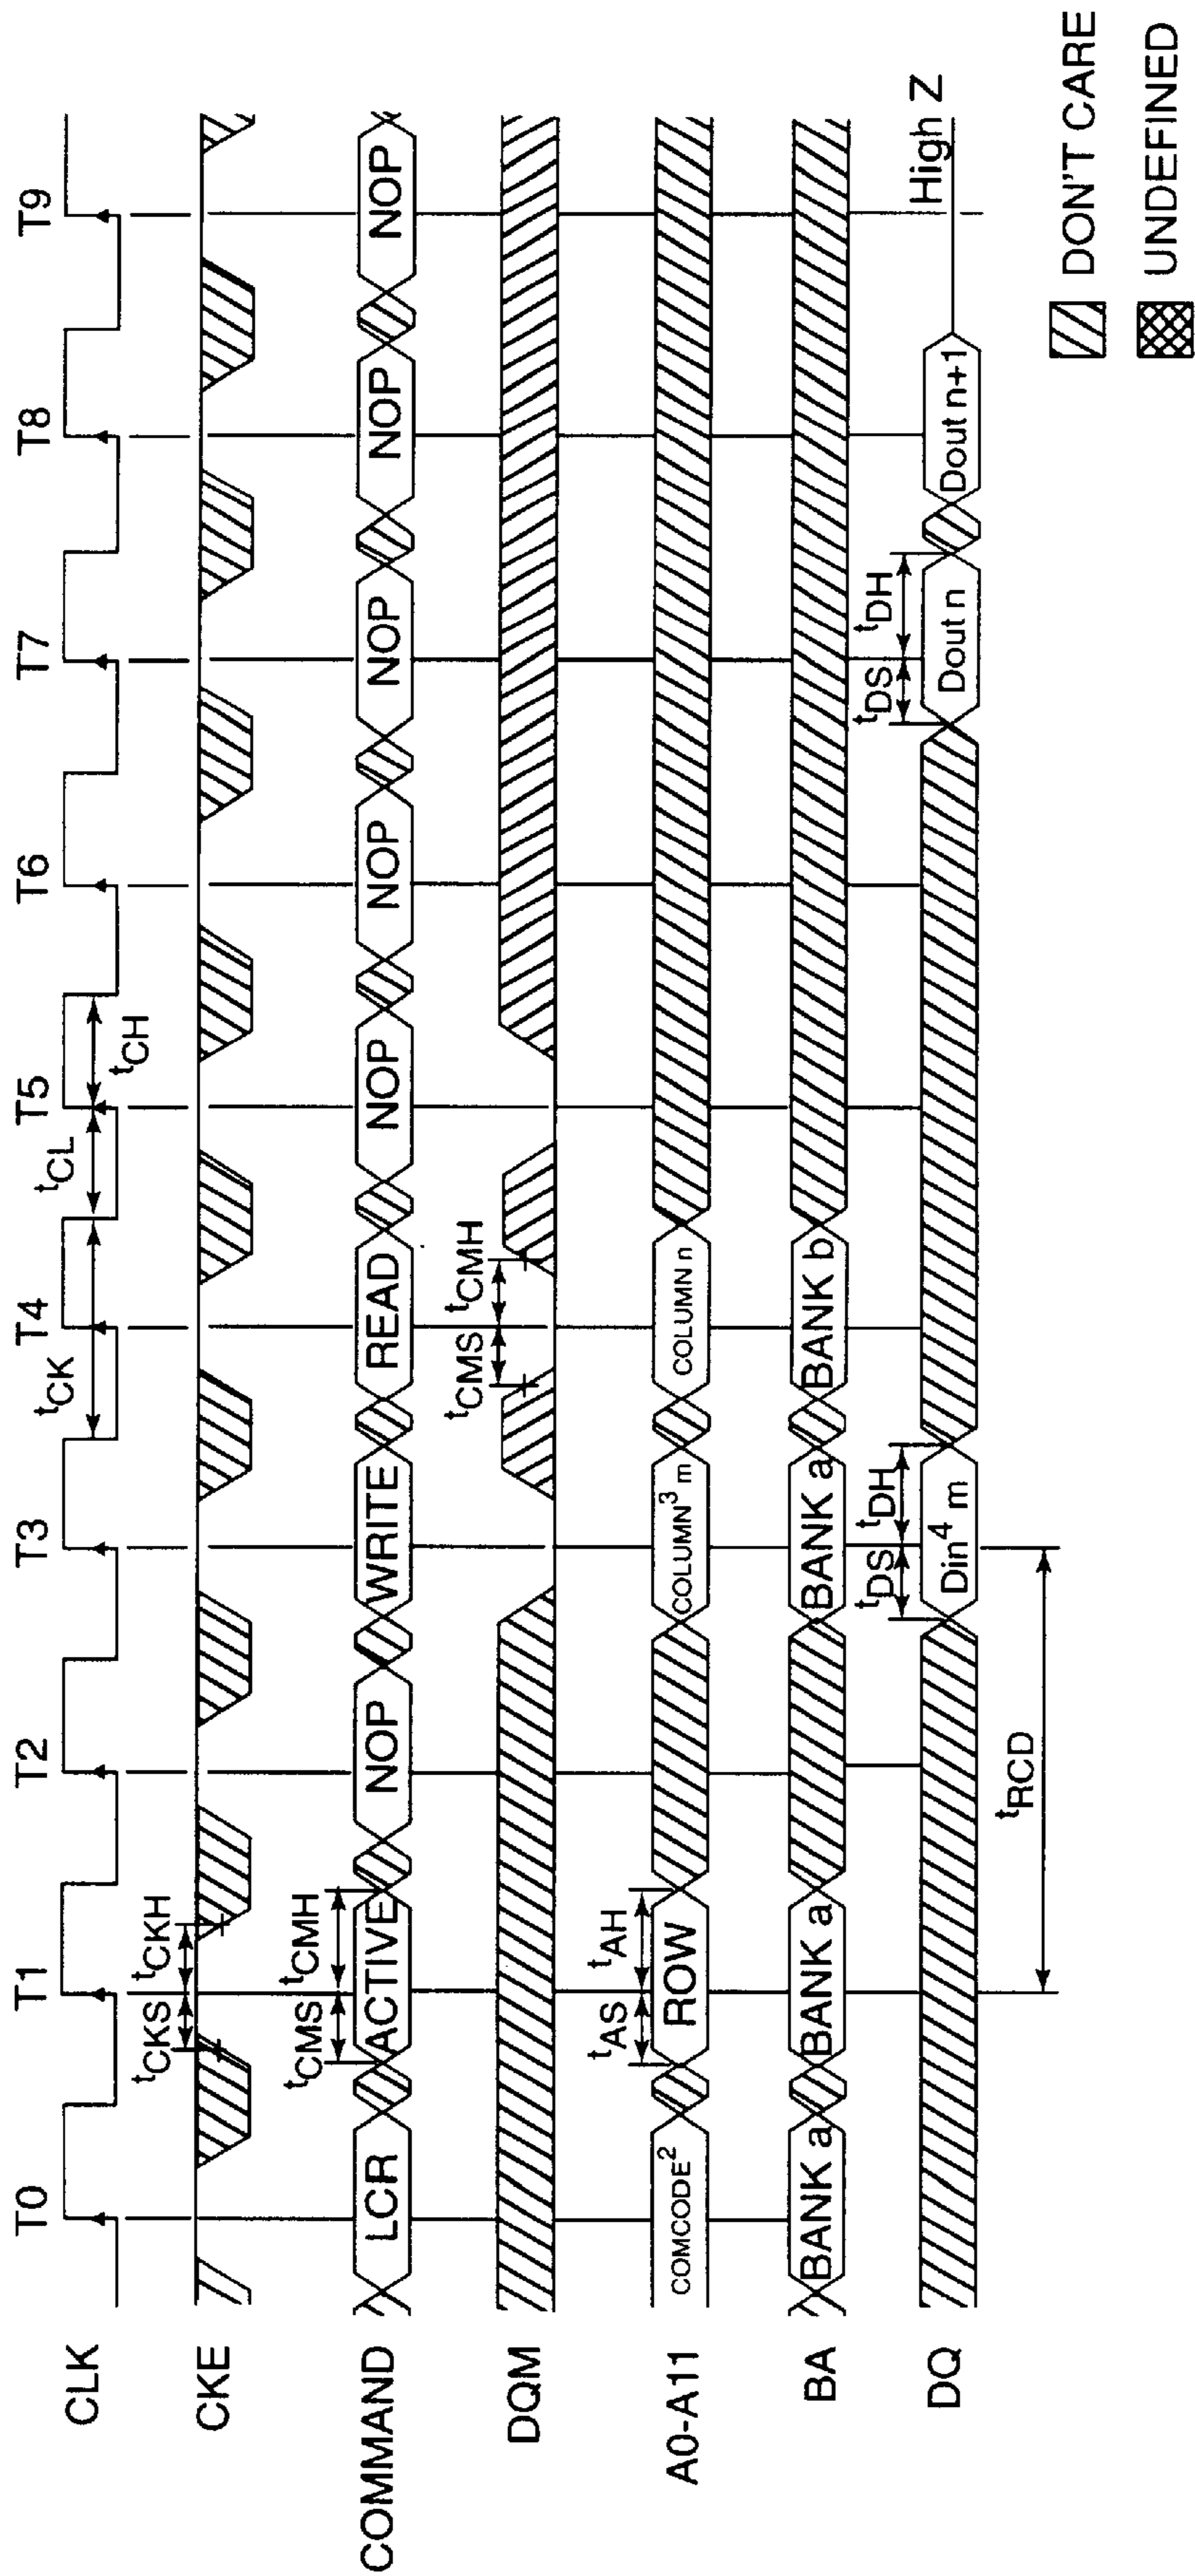 T0 T1 T2 T3 T4 T5 T6 T7 T8 T9
CLK
tCK tCL tCH
CKE
tCKS tCKH
COMMAND LCR ACTIVE NOP WRITE READ NOP NOP NOP NOP NOP
tCMS tCMH
DQM
tCMS tCMH
A0-A11 COMCODE² ROW COLUMN³ m COLUMN n
tAS tAH
BA BANK a BANK a BANK a BANK b
DQ Din⁴ m Dout n Dout n+1 High Z
tDS tDH tDS tDH
tRCD
DON'T CARE
UNDEFINED